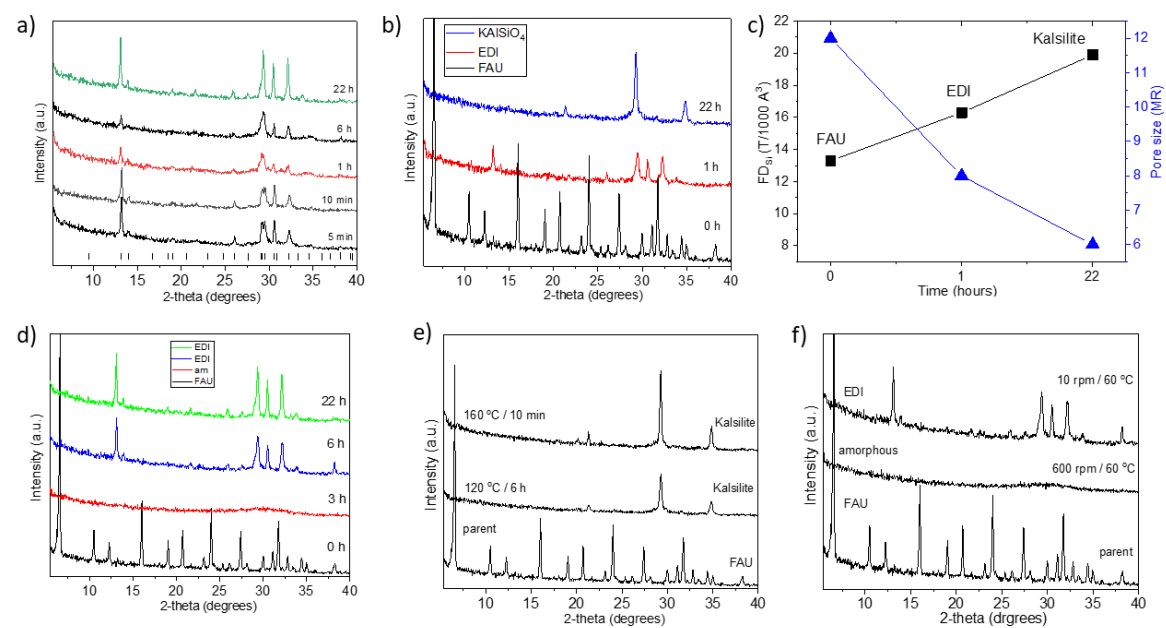 a)
Intensity (a.u.)
22 h
6 h
1 h
10 min
5 min
10 15 20 25 30 35 40
2-theta (degrees)
b)
Intensity (a.u.)
KAlSiO4
EDI
FAU
22 h
1 h
0 h
10 15 20 25 30 35 40
2-theta (degrees)
c)
FDSi (T/1000 A3)
22
20
18
16
14
12
10
8
FAU
EDI
Kalsilite
12
11
10
9
8
7
6
Pore size (MR)
0 1 22
Time (hours)
d)
Intensity (a.u.)
EDI
EDI
am
FAU
22 h
6 h
3 h
0 h
10 15 20 25 30 35 40
2-theta (degrees)
e)
Intensity (a.u.)
160 ºC / 10 min
Kalsilite
120 ºC / 6 h
Kalsilite
parent
FAU
10 15 20 25 30 35 40
2-theta (degrees)
f)
Intensity (a.u.)
EDI
10 rpm / 60 ºC
amorphous
600 rpm / 60 ºC
FAU
parent
10 15 20 25 30 35 40
2-theta (degrees)